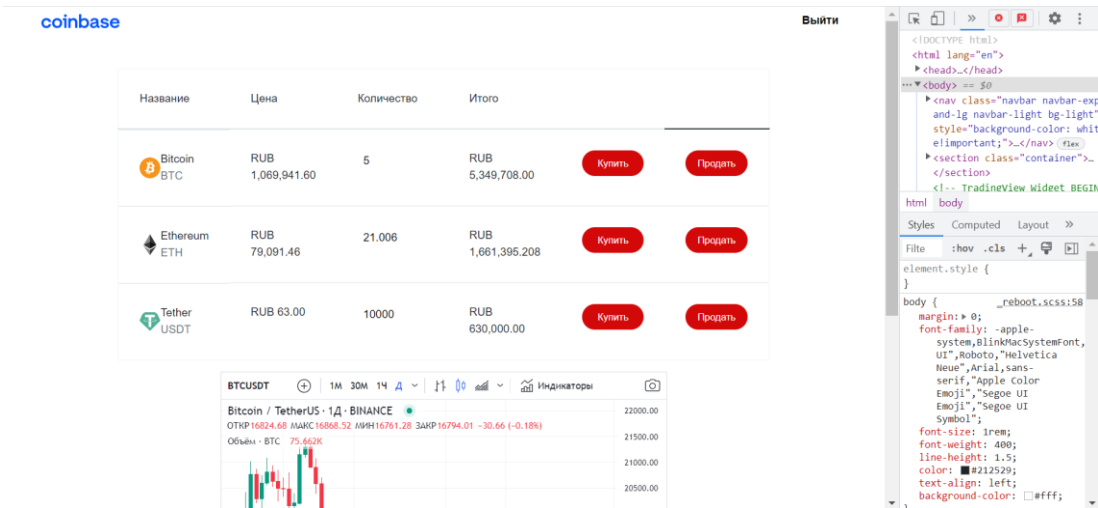 coinbase
Выйти
Название Цена Количество Итого
Bitcoin
BTC
RUB
1,069,941.60
5
RUB
5,349,708.00
Купить
Продать
Ethereum
ETH
RUB
79,091.46
21.006
RUB
1,661,395.208
Купить
Продать
Tether
USDT
RUB 63.00
10000
RUB
630,000.00
Купить
Продать
BTCUSDT 1М 30М 1Ч Д Индикаторы
Bitcoin / TetherUS · 1Д · BINANCE
ОТКР16824.68 МАКС16868.52 МИН16761.28 ЗАКР16794.01 −30.66 (−0.18%)
Объём · BTC 75.662K
22000.00
21500.00
21000.00
20500.00
<!DOCTYPE html>
<html lang="en">
<head>…</head>
<body> == $0
<nav class="navbar navbar-exp
and-lg navbar-light bg-light"
style="background-color: whit
e!important;">…</nav> flex
<section class="container">…
</section>
<!-- TradingView Widget BEGIN
html body
Styles Computed Layout »
Filte :hov .cls +
element.style {
}
body { _reboot.scss:58
margin: 0;
font-family: -apple-
system,BlinkMacSystemFont,
UI",Roboto,"Helvetica
Neue",Arial,sans-
serif,"Apple Color
Emoji","Segoe UI
Emoji","Segoe UI
Symbol";
font-size: 1rem;
font-weight: 400;
line-height: 1.5;
color: #212529;
text-align: left;
background-color: #fff;